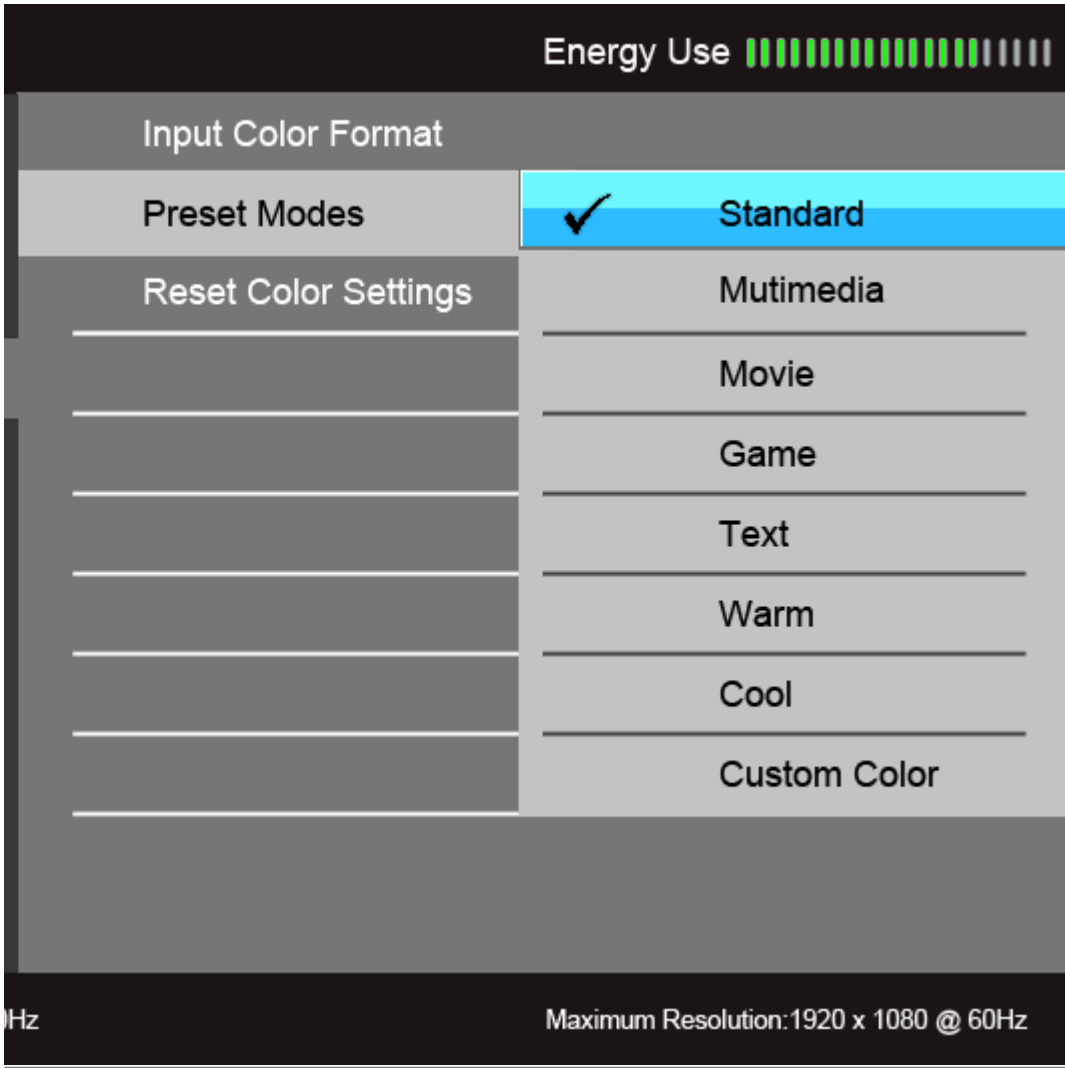 Energy Use
Input Color Format
Preset Modes
Standard
Reset Color Settings
Mutimedia
Movie
Game
Text
Warm
Cool
Custom Color
Hz
Maximum Resolution:1920 x 1080 @ 60Hz